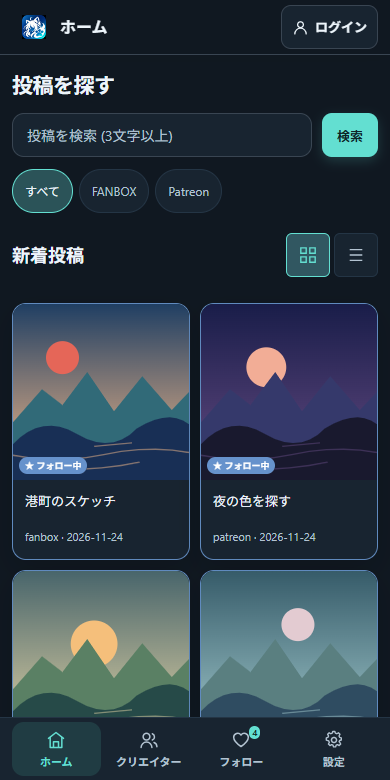 ホーム
ログイン
投稿を探す
投稿を検索 (3文字以上)
検索
すべて
FANBOX
Patreon
新着投稿
★ フォロー中
★ フォロー中
港町のスケッチ
夜の色を探す
fanbox · 2026-11-24
patreon · 2026-11-24
4
ホーム
クリエイター
フォロー
設定